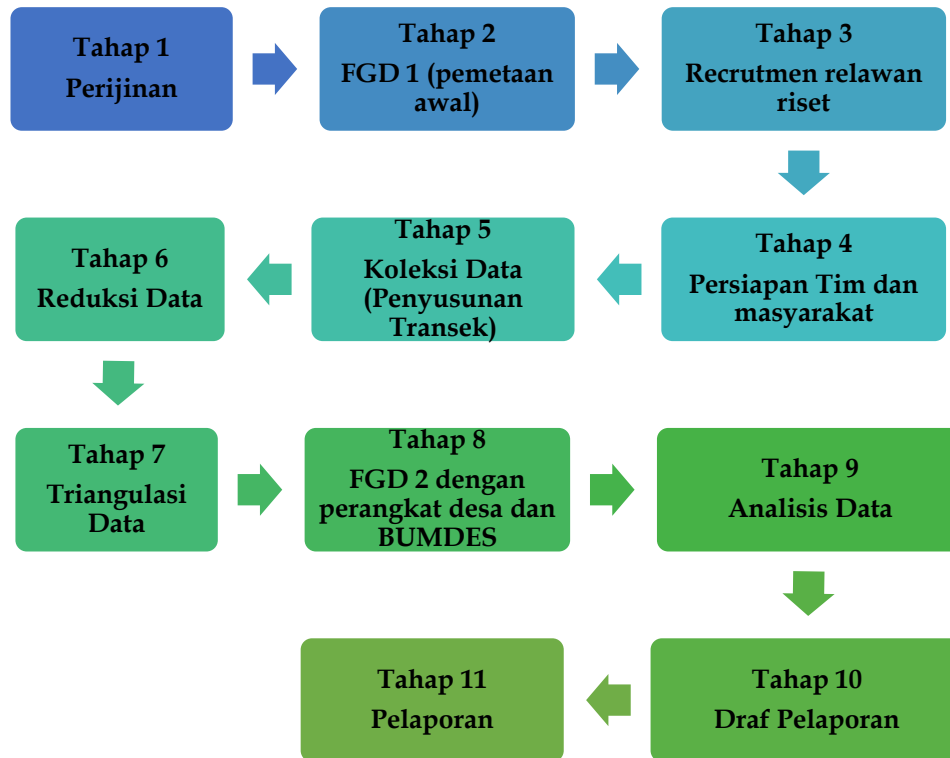 Tahap 1
Perijinan
Tahap 2
FGD 1 (pemetaan
awal)
Tahap 3
Recrutmen relawan
riset
Tahap 4
Persiapan Tim dan
masyarakat
Tahap 5
Koleksi Data
(Penyusunan
Transek)
Tahap 6
Reduksi Data
Tahap 7
Triangulasi
Data
Tahap 8
FGD 2 dengan
perangkat desa dan
BUMDES
Tahap 9
Analisis Data
Tahap 10
Draf Pelaporan
Tahap 11
Pelaporan